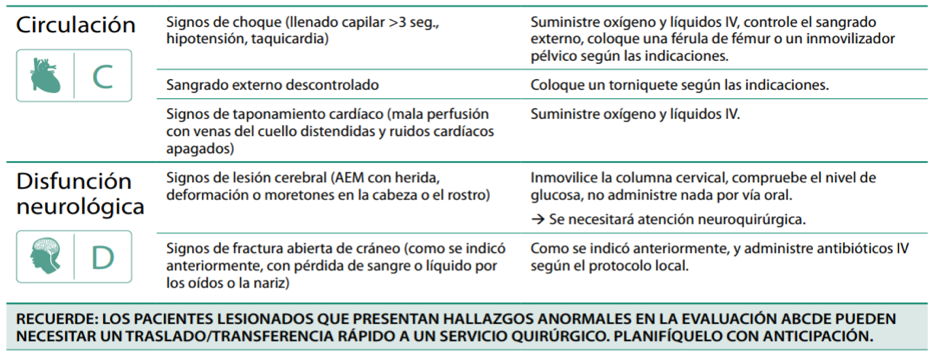 Circulación
C
Signos de choque (llenado capilar >3 seg.,
hipotensión, taquicardia)
Suministre oxígeno y líquidos IV, controle el sangrado
externo, coloque una férula de fémur o un inmovilizador
pélvico según las indicaciones.
Sangrado externo descontrolado
Coloque un torniquete según las indicaciones.
Signos de taponamiento cardíaco (mala perfusión
con venas del cuello distendidas y ruidos cardíacos
apagados)
Suministre oxígeno y líquidos IV.
Disfunción
neurológica
D
Signos de lesión cerebral (AEM con herida,
deformación o moretones en la cabeza o el rostro)
Inmovilice la columna cervical, compruebe el nivel de
glucosa, no administre nada por vía oral.
→ Se necesitará atención neuroquirúrgica.
Signos de fractura abierta de cráneo (como se indicó
anteriormente, con pérdida de sangre o líquido por
los oídos o la nariz)
Como se indicó anteriormente, y administre antibióticos IV
según el protocolo local.
RECUERDE: LOS PACIENTES LESIONADOS QUE PRESENTAN HALLAZGOS ANORMALES EN LA EVALUACIÓN ABCDE PUEDEN
NECESITAR UN TRASLADO/TRANSFERENCIA RÁPIDO A UN SERVICIO QUIRÚRGICO. PLANIFÍQUELO CON ANTICIPACIÓN.